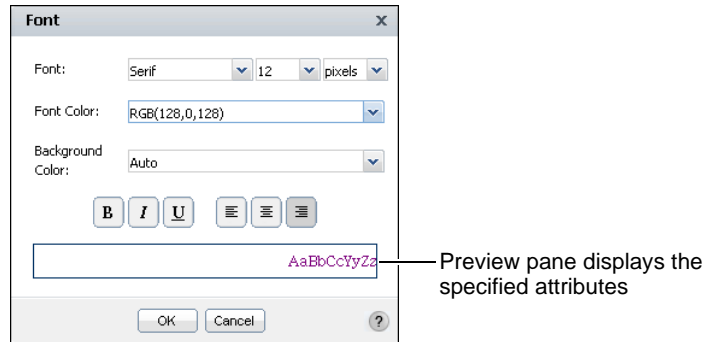 Font x
Font: Serif 12 pixels
Font Color: RGB(128,0,128)
Background
Color: Auto
B I U
AaBbCcYyZz
Preview pane displays the
specified attributes
OK Cancel ?